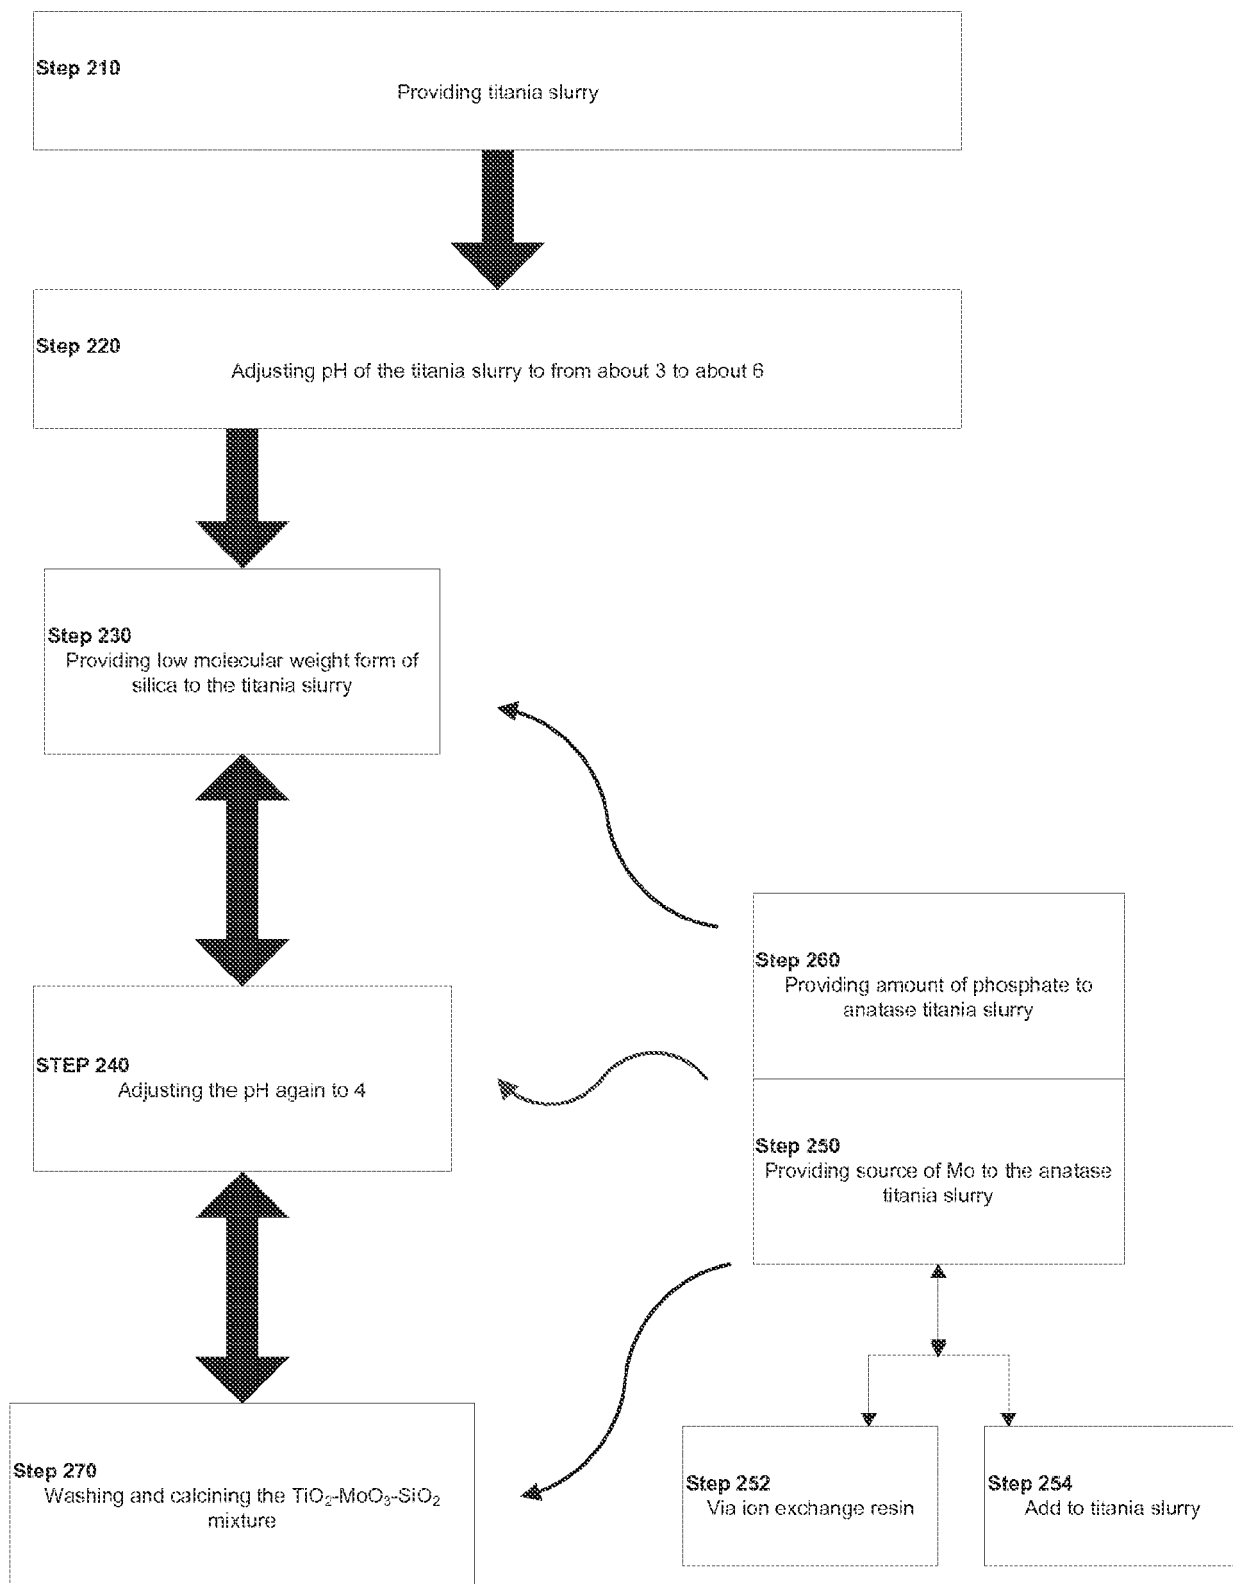 Step 210
Providing titania slurry
Step 220
Adjusting pH of the titania slurry to from about 3 to about 6
Step 230
Providing low molecular weight form of
silica to the titania slurry
Step 260
Providing amount of phosphate to
anatase titania slurry
STEP 240
Adjusting the pH again to 4
Step 250
Providing source of Mo to the anatase
titania slurry
Step 270
Washing and calcining the TiO₂-MoO₃-SiO₂
mixture
Step 252
Via ion exchange resin
Step 254
Add to titania slurry